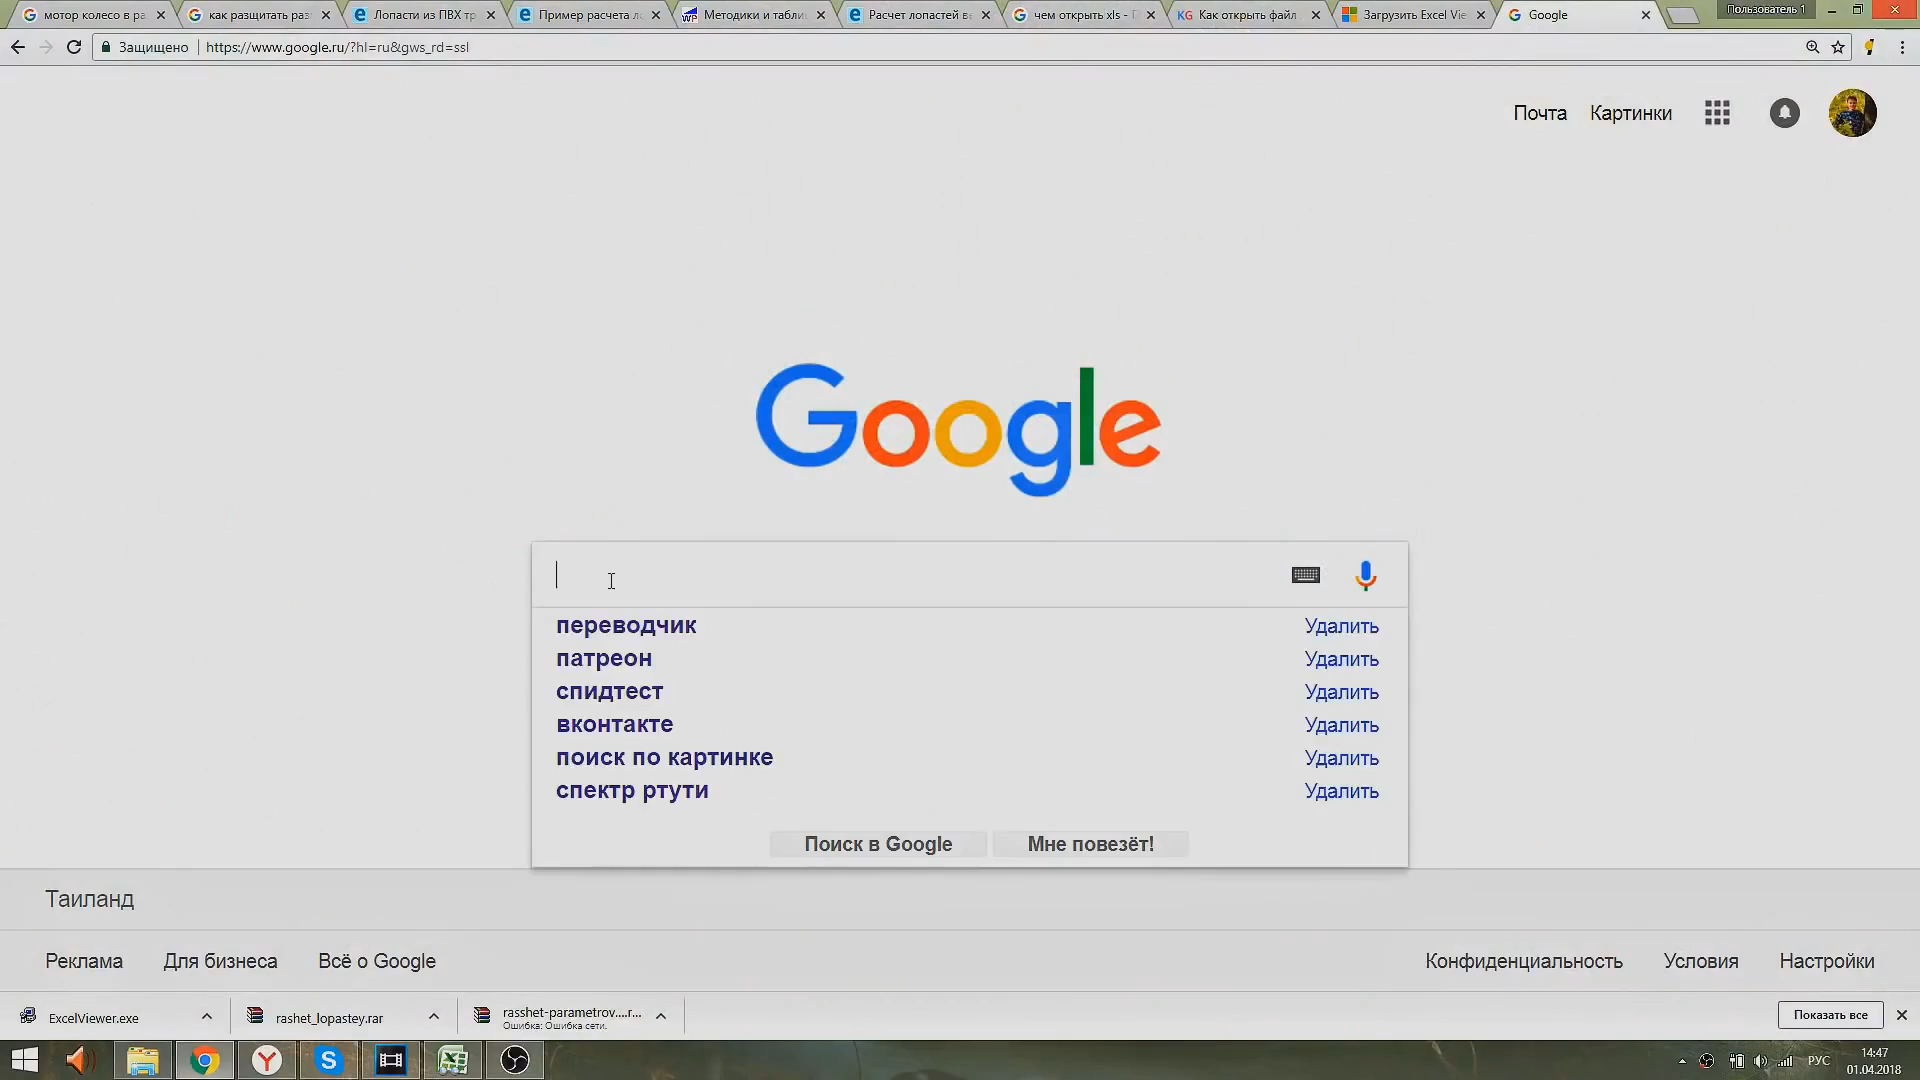 мотор колесо в ра
как разщитать раз
Лопасти из ПВХ тр
Пример расчета ло
Методики и табли
Расчет лопастей ве
чем открыть xls - П
Как открыть файл
Загрузить Excel Vie
Google
Пользователь 1
Защищено
https://www.google.ru/?hl=ru&gws_rd=ssl
Почта
Картинки
Google
переводчик
Удалить
патреон
Удалить
спидтест
Удалить
вконтакте
Удалить
поиск по картинке
Удалить
спектр ртути
Удалить
Поиск в Google
Мне повезёт!
Таиланд
Реклама
Для бизнеса
Всё о Google
Конфиденциальность
Условия
Настройки
ExcelViewer.exe
rashet_lopastey.rar
rasshet-parametrov....r...
Ошибка: Ошибка сети.
Показать все
РУС
14:47
01.04.2018